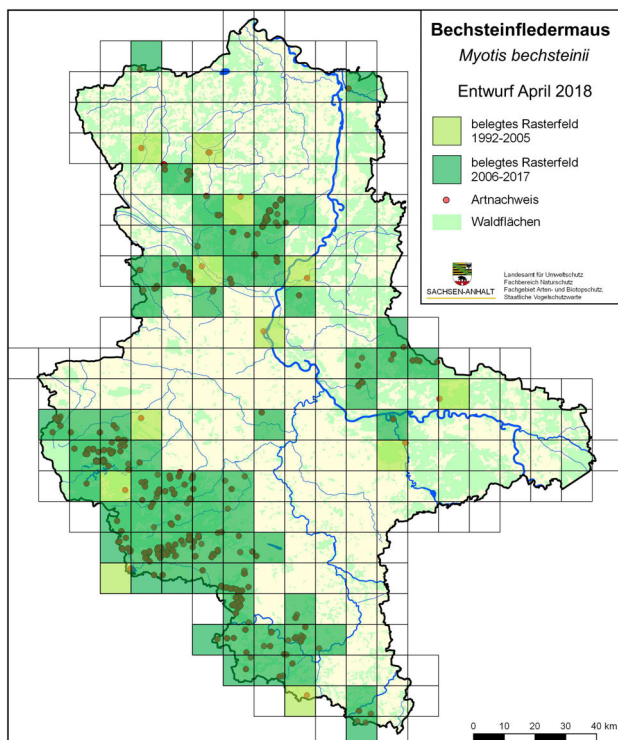 Bechsteinfledermaus
Myotis bechsteinii
Entwurf April 2018
belegtes Rasterfeld
1992-2005
belegtes Rasterfeld
2006-2017
Artnachweis
Waldflächen
SACHSEN-ANHALT
Landesamt für Umweltschutz
Fachbereich Naturschutz
Fachgebiet Arten- und Biotopschutz,
Staatliche Vogelschutzwarte
0 10 20 30 40 km